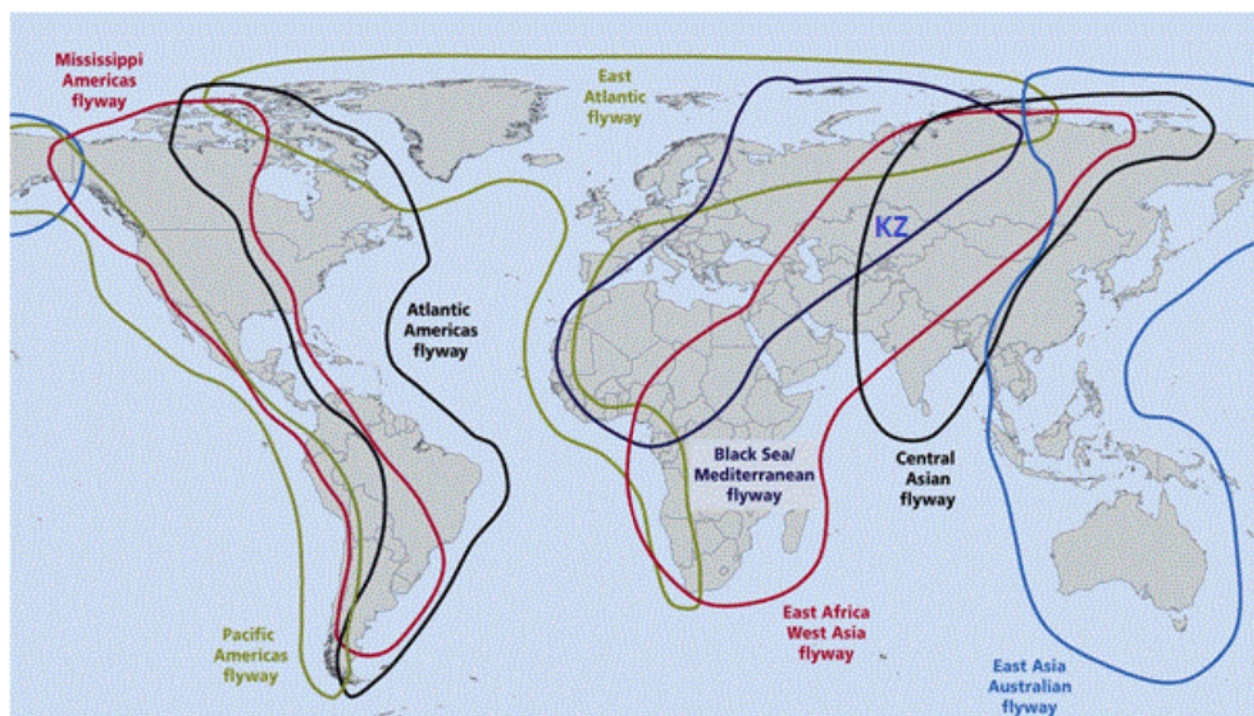 Mississippi
Americas
flyway
East
Atlantic
flyway
KZ
Atlantic
Americas
flyway
Black Sea/
Mediterranean
flyway
Central
Asian
flyway
East Africa
West Asia
flyway
Pacific
Americas
flyway
East Asia
Australian
flyway